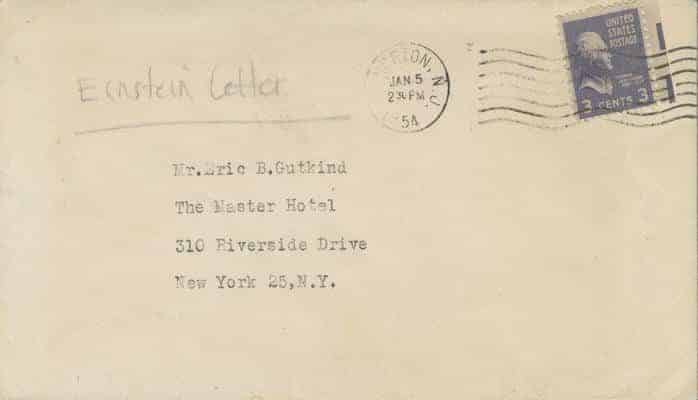 Einstein Letter
JAN 5
2 PM
54
UNITED
STATES
POSTAGE
3 CENTS 3
Mr.Eric B.Gutkind
The Master Hotel
310 Riverside Drive
New York 25,N.Y.